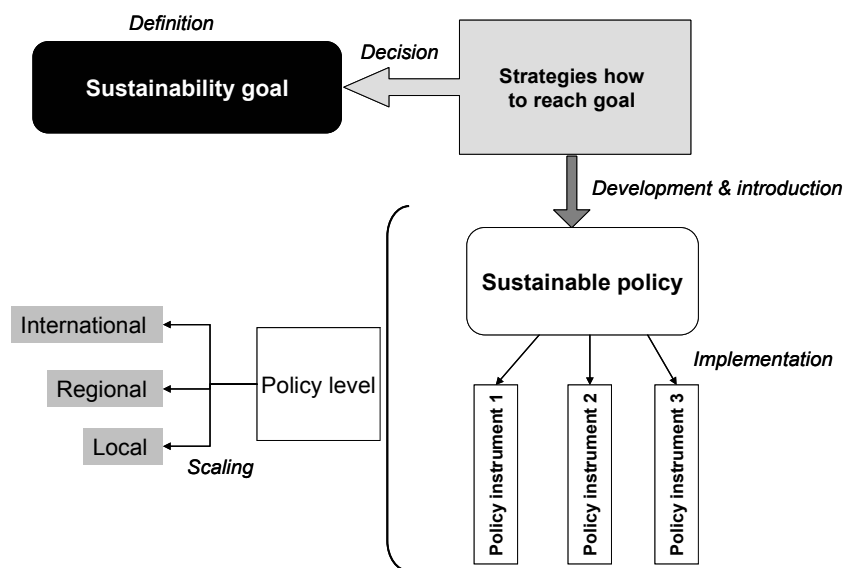 Definition
Sustainability goal
Decision
Strategies how
to reach goal
Development & introduction
Sustainable policy
International
Regional
Local
Policy level
Scaling
Implementation
Policy instrument 1
Policy instrument 2
Policy instrument 3